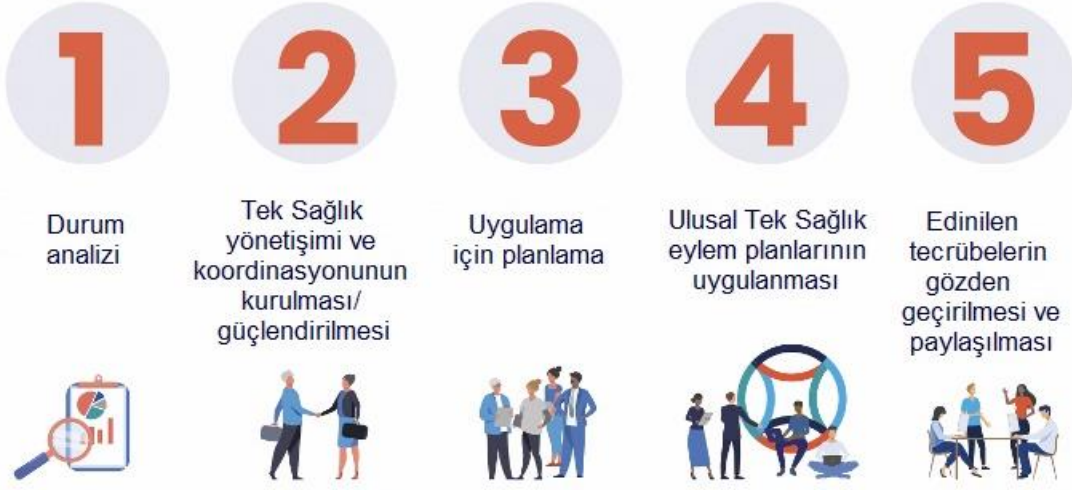 1
Durum
analizi
2
Tek Sağlık
yönetişimi ve
koordinasyonunun
kurulması/
güçlendirilmesi
3
Uygulama
için planlama
4
Ulusal Tek Sağlık
eylem planlarının
uygulanması
5
Edinilen
tecrübelerin
gözden
geçirilmesi ve
paylaşılması